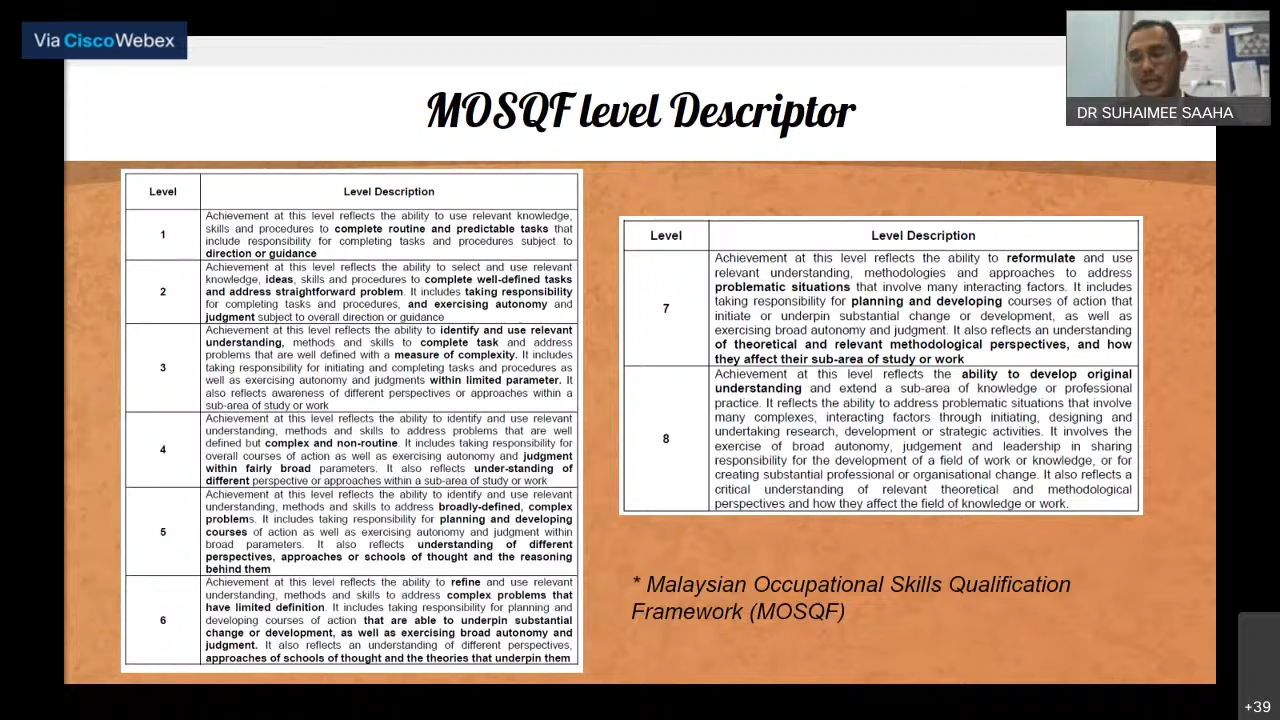 Via Cisco Webex
DR SUHAIMEE SAAHA
MOSQF level Descriptor
Level Level Description
1
Achievement at this level reflects the ability to use relevant knowledge,
skills and procedures to complete routine and predictable tasks that
include responsibility for completing tasks and procedures subject to
direction or guidance
2
Achievement at this level reflects the ability to select and use relevant
knowledge, ideas, skills and procedures to complete well-defined tasks
and address straightforward problem. It includes taking responsibility
for completing tasks and procedures, and exercising autonomy and
judgment subject to overall direction or guidance
3
Achievement at this level reflects the ability to identify and use relevant
understanding, methods and skills to complete task and address
problems that are well defined with a measure of complexity. It includes
taking responsibility for initiating and completing tasks and procedures as
well as exercising autonomy and judgments within limited parameter. It
also reflects awareness of different perspectives or approaches within a
sub-area of study or work
4
Achievement at this level reflects the ability to identify and use relevant
understanding, methods and skills to address problems that are well
defined but complex and non-routine. It includes taking responsibility for
overall courses of action as well as exercising autonomy and judgment
within fairly broad parameters. It also reflects under-standing of
different perspective or approaches within a sub-area of study or work
5
Achievement at this level reflects the ability to identify and use relevant
understanding, methods and skills to address broadly-defined, complex
problems. It includes taking responsibility for planning and developing
courses of action as well as exercising autonomy and judgment within
broad parameters. It also reflects understanding of different
perspectives, approaches or schools of thought and the reasoning
behind them
6
Achievement at this level reflects the ability to refine and use relevant
understanding, methods and skills to address complex problems that
have limited definition. It includes taking responsibility for planning and
developing courses of action that are able to underpin substantial
change or development, as well as exercising broad autonomy and
judgment. It also reflects an understanding of different perspectives,
approaches of schools of thought and the theories that underpin them
Level Level Description
7
Achievement at this level reflects the ability to reformulate and use
relevant understanding, methodologies and approaches to address
problematic situations that involve many interacting factors. It includes
taking responsibility for planning and developing courses of action that
initiate or underpin substantial change or development, as well as
exercising broad autonomy and judgment. It also reflects an understanding
of theoretical and relevant methodological perspectives, and how
they affect their sub-area of study or work
8
Achievement at this level reflects the ability to develop original
understanding and extend a sub-area of knowledge or professional
practice. It reflects the ability to address problematic situations that involve
many complexes, interacting factors through initiating, designing and
undertaking research, development or strategic activities. It involves the
exercise of broad autonomy, judgement and leadership in sharing
responsibility for the development of a field of work or knowledge, or for
creating substantial professional or organisational change. It also reflects a
critical understanding of relevant theoretical and methodological
perspectives and how they affect the field of knowledge or work.
* Malaysian Occupational Skills Qualification
Framework (MOSQF)
+39